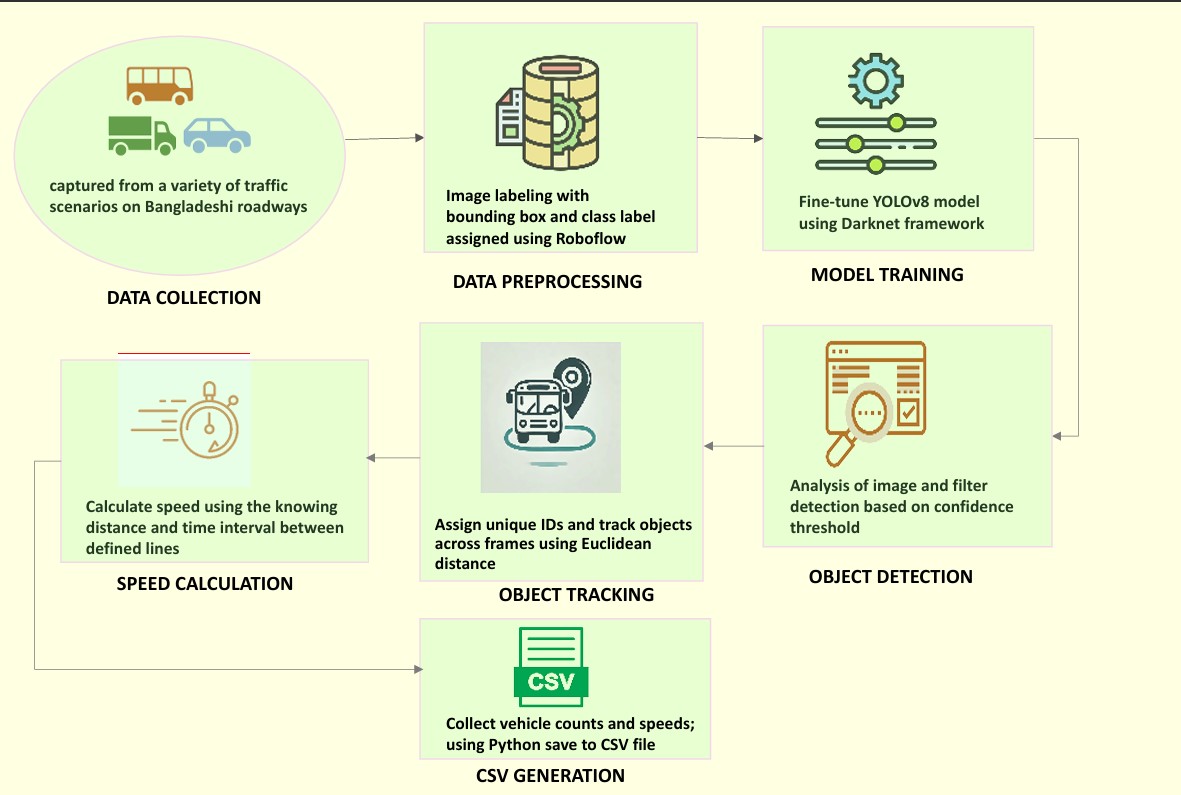 captured from a variety of traffic
scenarios on Bangladeshi roadways
DATA COLLECTION
Image labeling with
bounding box and class label
assigned using Roboflow
DATA PREPROCESSING
Fine-tune YOLOv8 model
using Darknet framework
MODEL TRAINING
Analysis of image and filter
detection based on confidence
threshold
OBJECT DETECTION
Assign unique IDs and track objects
across frames using Euclidean
distance
OBJECT TRACKING
Calculate speed using the knowing
distance and time interval between
defined lines
SPEED CALCULATION
CSV
Collect vehicle counts and speeds;
using Python save to CSV file
CSV GENERATION